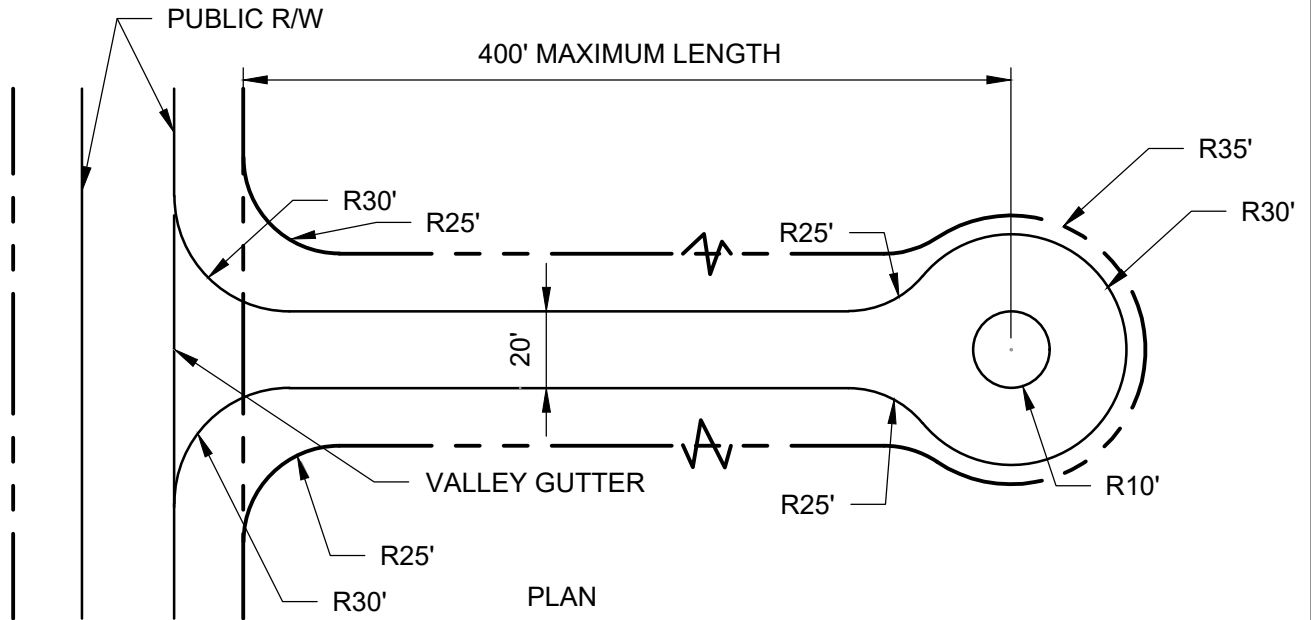 PUBLIC R/W
400' MAXIMUM LENGTH
R35'
R30'
R30'
R25'
R25'
20'
VALLEY GUTTER
R25'
R10'
R25'
R30'
PLAN